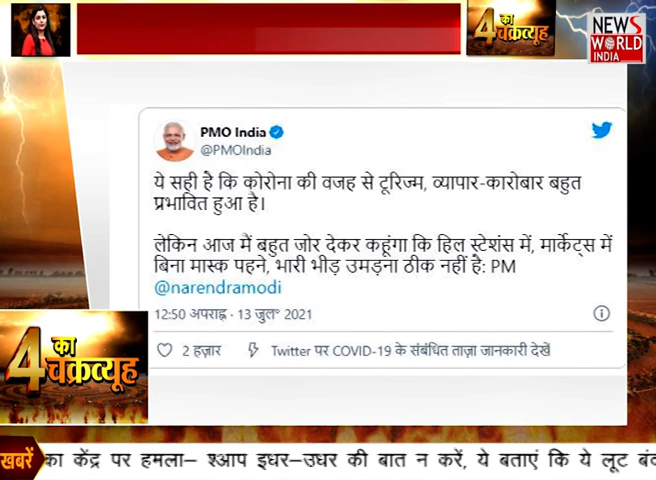 4 का
चक्रव्यूह
NEWS
WORLD
INDIA
PMO India
@PMOIndia
ये सही है कि कोरोना की वजह से टूरिज्म, व्यापार-कारोबार बहुत
प्रभावित हुआ है।
लेकिन आज मैं बहुत ज़ोर देकर कहूंगा कि हिल स्टेशंस में, मार्केट्स में
बिना मास्क पहने, भारी भीड़ उमड़ना ठीक नहीं है: PM
@narendramodi
12:50 अपराह्न · 13 जुल॰ 2021
2 हज़ार Twitter पर COVID-19 के संबंधित ताज़ा जानकारी देखें
4 का
चक्रव्यूह
खबरें का केंद्र पर हमला– श्आप इधर–उधर की बात न करें, ये बताएं कि ये लूट